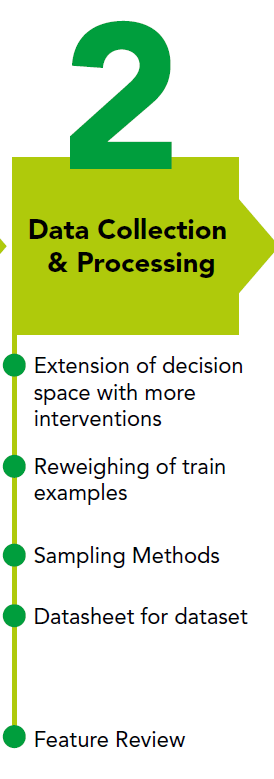 2
Data Collection
& Processing
Extension of decision
space with more
interventions
Reweighing of train
examples
Sampling Methods
Datasheet for dataset
Feature Review